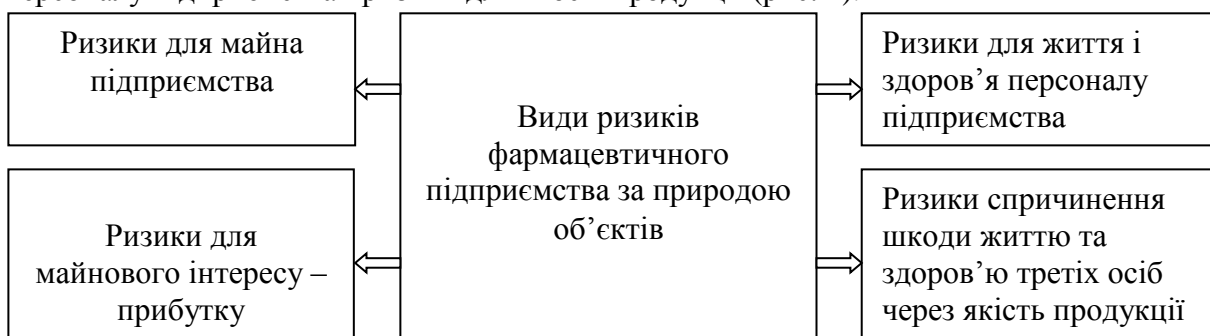 Ризики для майна
підприємства
Ризики для
майнового інтересу –
прибутку
Види ризиків
фармацевтичного
підприємства за природою
об’єктів
Ризики для життя і
здоров’я персоналу
підприємства
Ризики спричинення
шкоди життю та
здоров’ю третіх осіб
через якість продукції